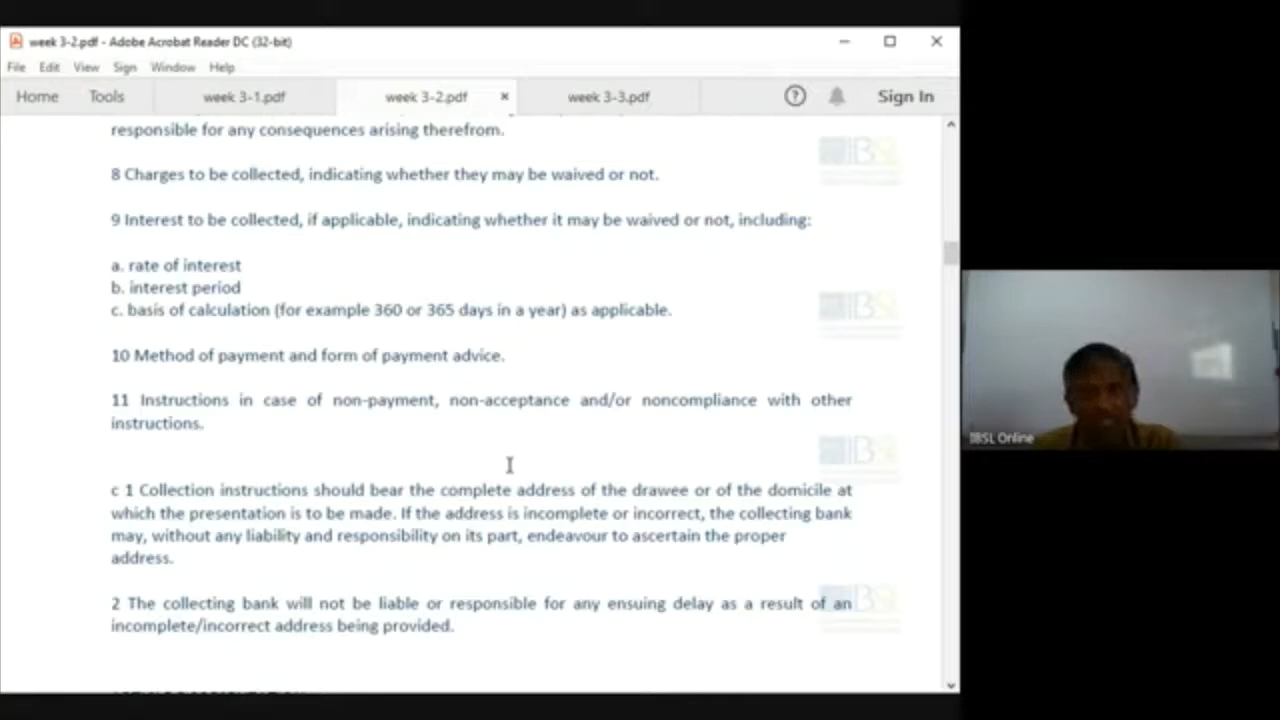 week 3-2.pdf - Adobe Acrobat Reader DC (32-bit)
File Edit View Sign Window Help
Home Tools week 3-1.pdf week 3-2.pdf × week 3-3.pdf Sign In
responsible for any consequences arising therefrom.
8 Charges to be collected, indicating whether they may be waived or not.
9 Interest to be collected, if applicable, indicating whether it may be waived or not, including:
a. rate of interest
b. interest period
c. basis of calculation (for example 360 or 365 days in a year) as applicable.
10 Method of payment and form of payment advice.
11 Instructions in case of non-payment, non-acceptance and/or noncompliance with other
instructions.
c 1 Collection instructions should bear the complete address of the drawee or of the domicile at
which the presentation is to be made. If the address is incomplete or incorrect, the collecting bank
may, without any liability and responsibility on its part, endeavour to ascertain the proper
address.
2 The collecting bank will not be liable or responsible for any ensuing delay as a result of an
incomplete/incorrect address being provided.
IBSL Online